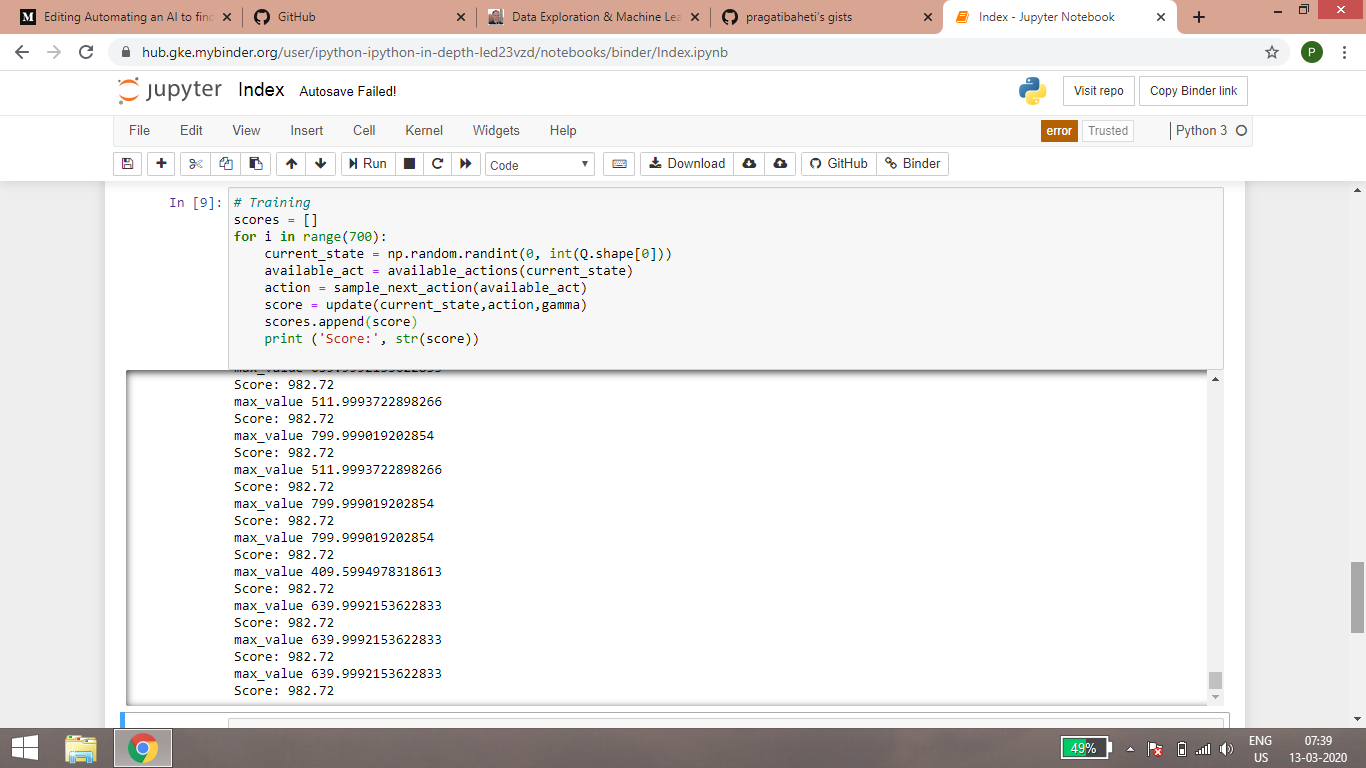 Editing Automating an AI to find
GitHub
Data Exploration & Machine Lea
pragatibaheti's gists
Index - Jupyter Notebook
hub.gke.mybinder.org/user/ipython-ipython-in-depth-led23vzd/notebooks/binder/Index.ipynb
P
jupyter Index Autosave Failed!
Visit repo
Copy Binder link
File Edit View Insert Cell Kernel Widgets Help
error Trusted Python 3
Run
Code
Download
GitHub
Binder
In [9]:
# Training
scores = []
for i in range(700):
    current_state = np.random.randint(0, int(Q.shape[0]))
    available_act = available_actions(current_state)
    action = sample_next_action(available_act)
    score = update(current_state,action,gamma)
    scores.append(score)
    print ('Score:', str(score))
max_value 639.9992153622833
Score: 982.72
max_value 511.9993722898266
Score: 982.72
max_value 799.999019202854
Score: 982.72
max_value 511.9993722898266
Score: 982.72
max_value 799.999019202854
Score: 982.72
max_value 799.999019202854
Score: 982.72
max_value 409.5994978318613
Score: 982.72
max_value 639.9992153622833
Score: 982.72
max_value 639.9992153622833
Score: 982.72
max_value 639.9992153622833
Score: 982.72
49%
ENG
US
07:39
13-03-2020